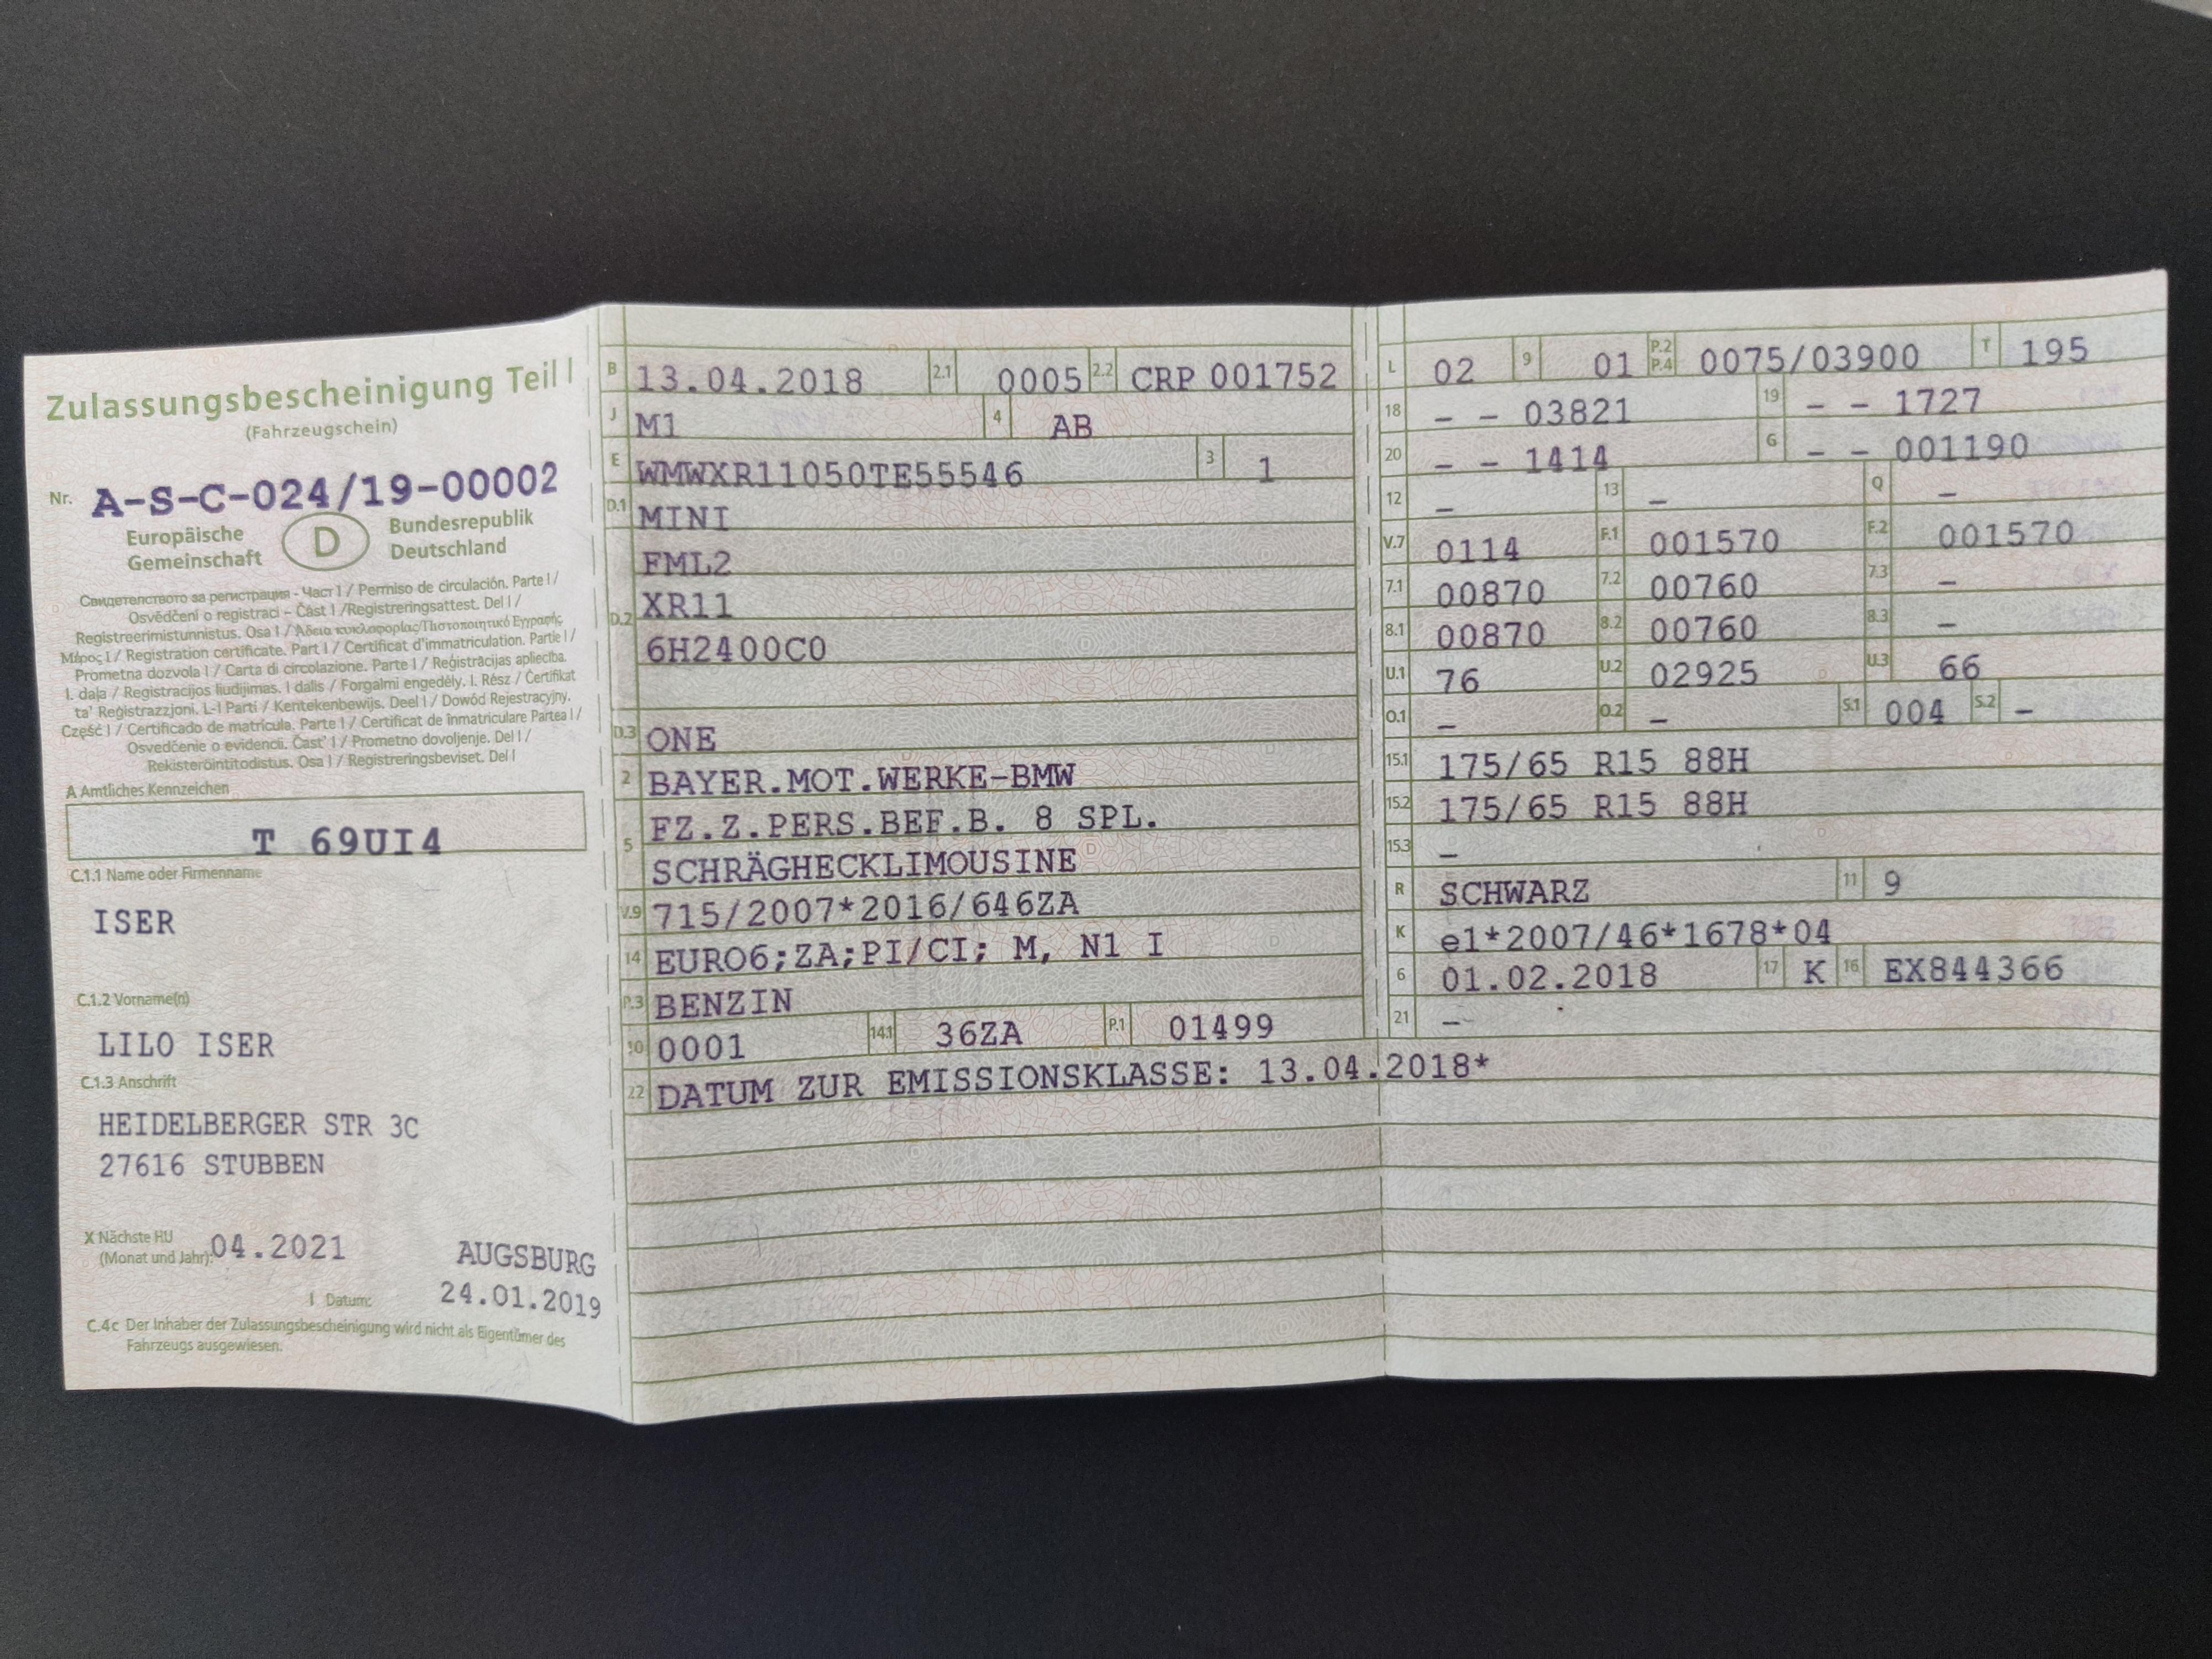 Zulassungsbescheinigung Teil I
(Fahrzeugschein)
Nr. A-S-C-024/19-00002
Europäische Gemeinschaft D Bundesrepublik Deutschland
Свидетелството за регистрация - Част I / Permiso de circulación. Parte I /
Osvědčení o registraci – Část I /Registreringsattest. Del I /
Registreerimistunnistus. Osa I / Άδεια κυκλοφορίας/Πιστοποιητικό Εγγραφής
Μέρος I / Registration certificate. Part I / Certificat d'immatriculation. Partie I /
Prometna dozvola I / Carta di circolazione. Parte I / Reģistrācijas apliecība.
I. daļa / Registracijos liudijimas. I dalis / Forgalmi engedély. I. Rész / Ċertifikat
ta' Reġistrazzjoni. L-I Parti / Kentekenbewijs. Deel I / Dowód Rejestracyjny.
Część I / Certificado de matrícula. Parte I / Certificat de înmatriculare Partea I /
Osvedčenie o evidencii. Časť I / Prometno dovoljenje. Del I /
Rekisteröintitodistus. Osa I / Registreringsbeviset. Del I
A Amtliches Kennzeichen
T 69UI4
C.1.1 Name oder Firmenname
ISER
C.1.2 Vorname(n)
LILO ISER
C.1.3 Anschrift
HEIDELBERGER STR 3C
27616 STUBBEN
X Nächste HU
(Monat und Jahr): 04.2021
AUGSBURG
I Datum: 24.01.2019
C.4c Der Inhaber der Zulassungsbescheinigung wird nicht als Eigentümer des
Fahrzeugs ausgewiesen.
B 13.04.2018 2.1 0005 2.2 CRP 001752
J M1 4 AB
E WMWXR11050TE55546 3 1
D.1 MINI
FML2
D.2 XR11
6H2400C0
D.3 ONE
2 BAYER.MOT.WERKE-BMW
5 FZ.Z.PERS.BEF.B. 8 SPL.
SCHRÄGHECKLIMOUSINE
V.9 715/2007*2016/646ZA
14 EURO6;ZA;PI/CI; M, N1 I
P.3 BENZIN
10 0001 14.1 36ZA P.1 01499
22 DATUM ZUR EMISSIONSKLASSE: 13.04.2018*
L 02 9 01 P.2 P.4 0075/03900 T 195
18 – – 03821 19 – – 1727
20 – – 1414 G – – 001190
12 – 13 – Q –
V.7 0114 F.1 001570 F.2 001570
7.1 00870 7.2 00760 7.3 –
8.1 00870 8.2 00760 8.3 –
U.1 76 U.2 02925 U.3 66
O.1 – O.2 – S.1 004 S.2 –
15.1 175/65 R15 88H
15.2 175/65 R15 88H
15.3 –
R SCHWARZ 11 9
K e1*2007/46*1678*04
6 01.02.2018 17 K 16 EX844366
21 –